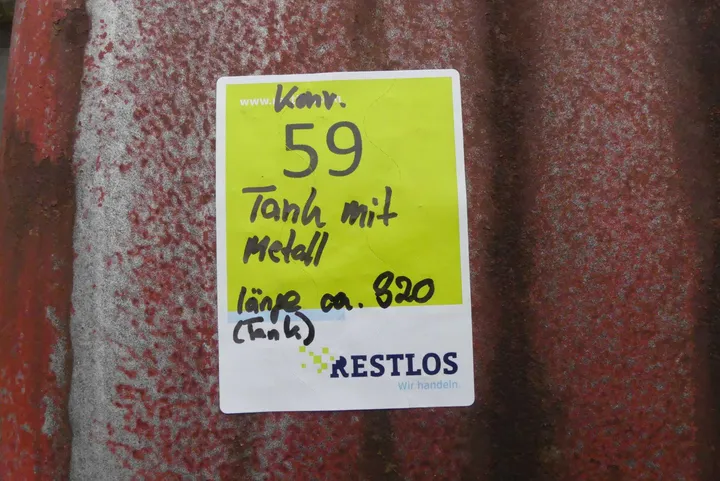 www.
Konv.
59
Tank mit
Metall
länge ca. 820
(Tank)
RESTLOS
Wir handeln.